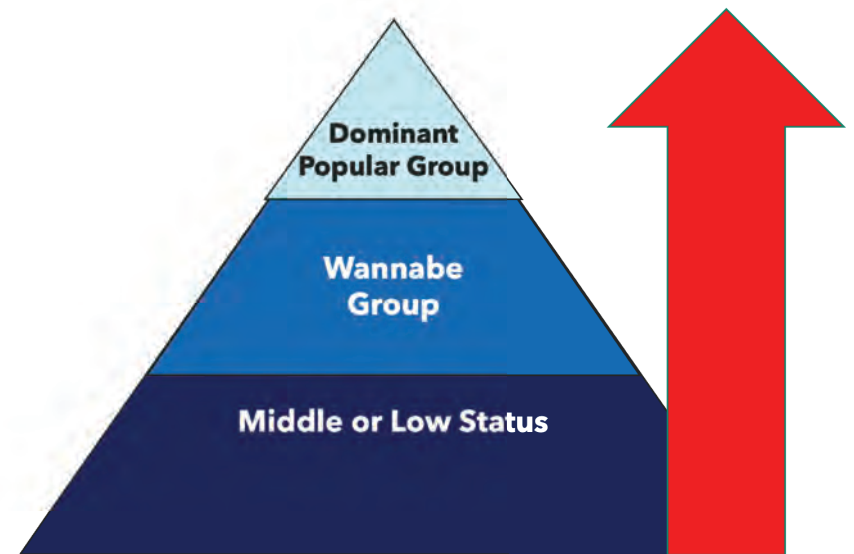 Dominant
Popular Group
Wannabe
Group
Middle or Low Status